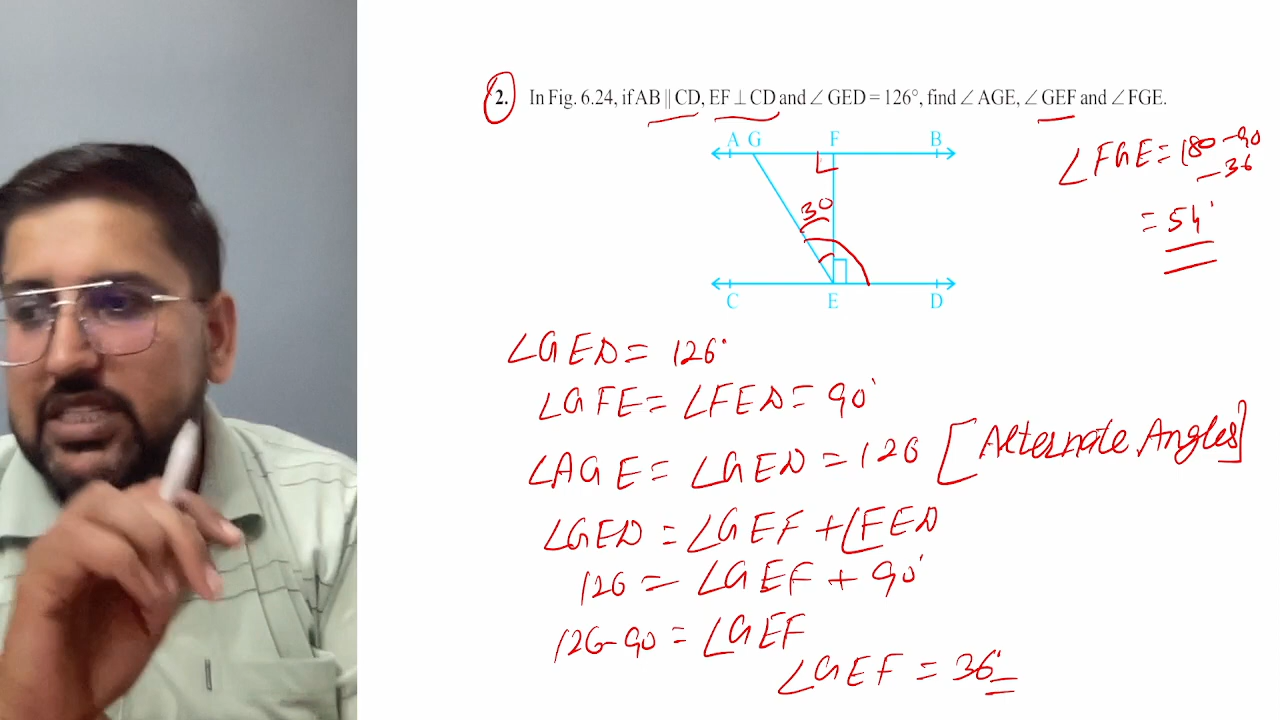 2. In Fig. 6.24, if AB || CD, EF ⊥ CD and ∠ GED = 126°, find ∠ AGE, ∠ GEF and ∠ FGE.
A G F B
∠FGE = 180 - 90
- 36
= 54°
30
C E D
∠GED = 126°
∠GFE = ∠FED = 90°
∠AGE = ∠GED = 126 [Alternate Angles]
∠GED = ∠GEF + ∠FED
126 = ∠GEF + 90°
126 - 90 = ∠GEF
∠GEF = 36°